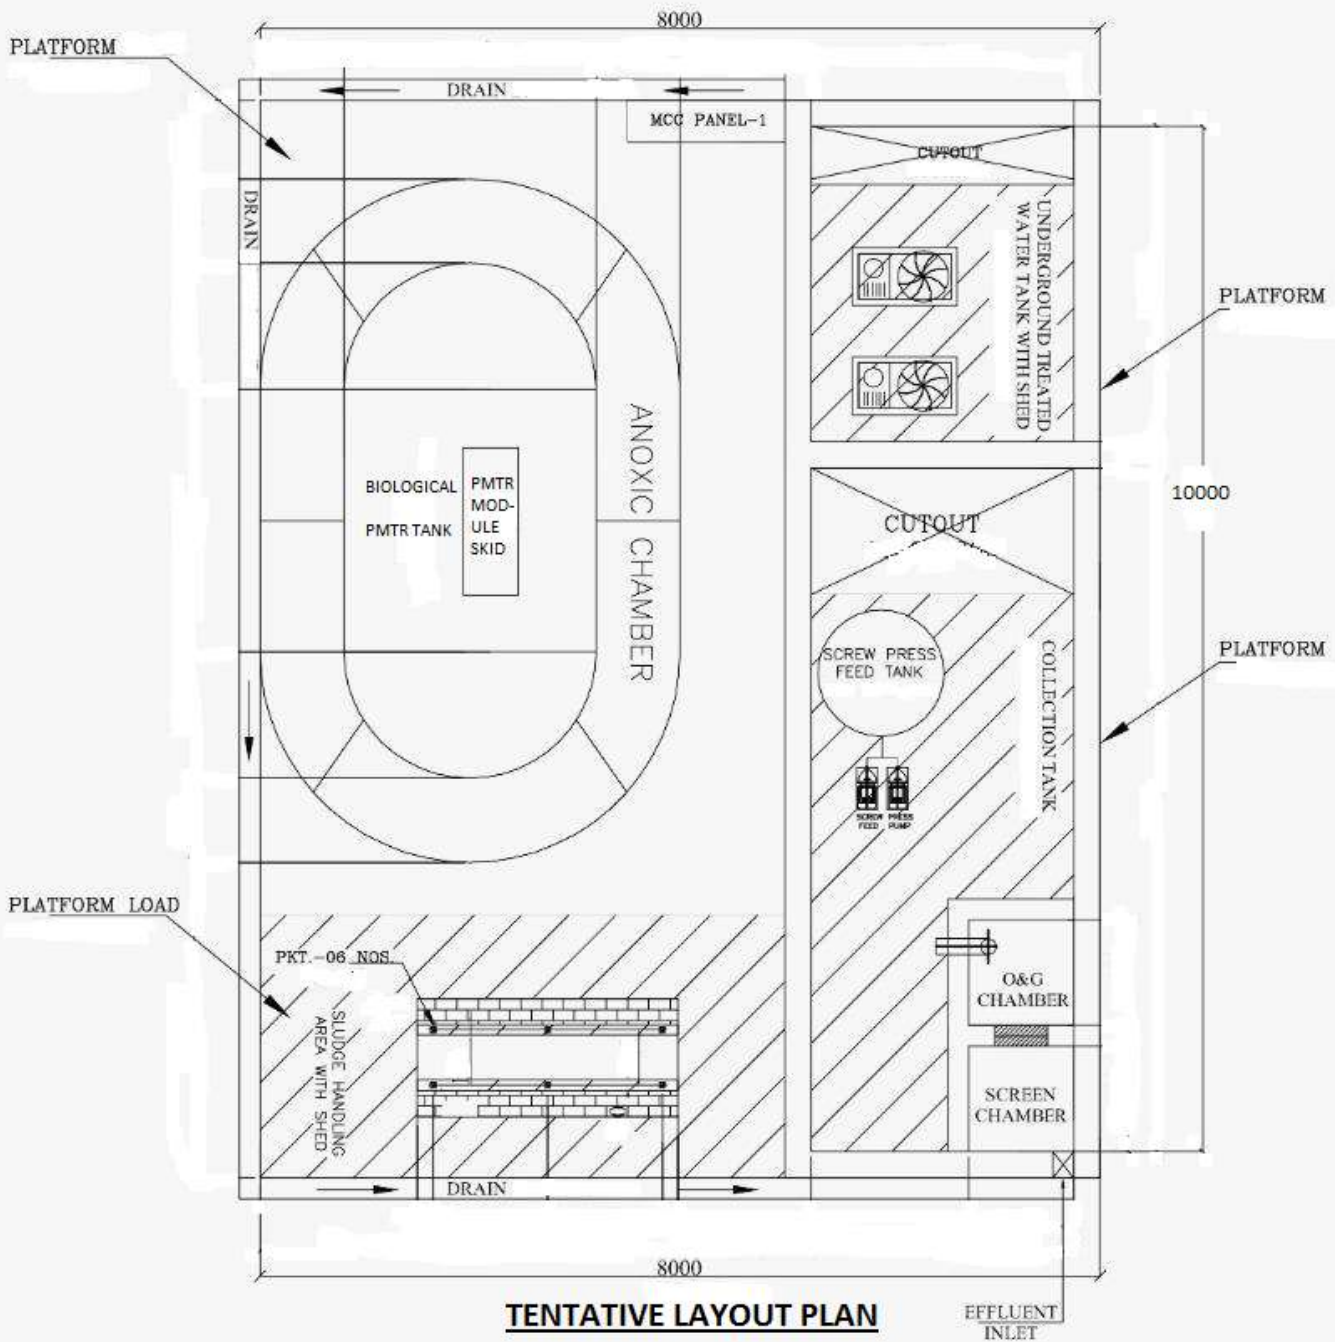 8000
PLATFORM
DRAIN
MCC PANEL-1
CUTOUT
DRAIN
UNDERGROUND TREATED
WATER TANK WITH SHED
PLATFORM
ANOXIC CHAMBER
BIOLOGICAL
PMTR TANK
PMTR
MOD-
ULE
SKID
10000
CUTOUT
SCREW PRESS
FEED TANK
COLLECTION TANK
PLATFORM
SCREW PRESS
FEED PUMP
PLATFORM LOAD
PKT.-06 NOS.
SLUDGE HANDLING
AREA WITH SHED
O&G
CHAMBER
SCREEN
CHAMBER
DRAIN
8000
TENTATIVE LAYOUT PLAN
EFFLUENT
INLET